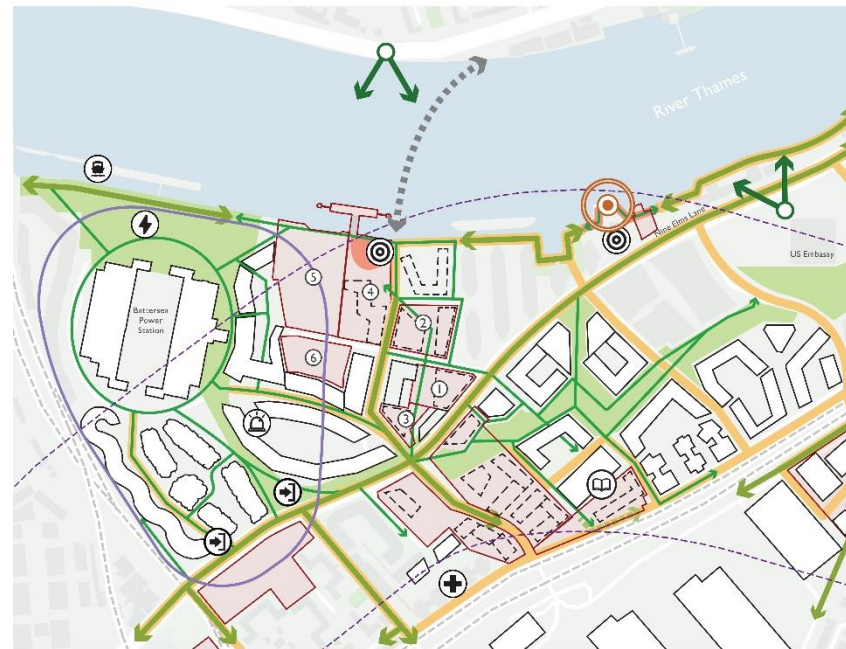 River Thames
Nine Elms Lane
US Embassy
Battersea
Power
Station
5
4
2
6
1
3